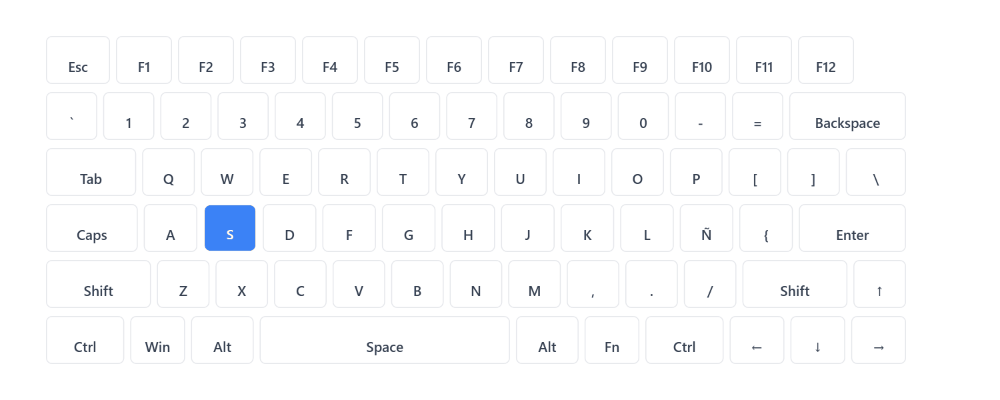 Esc F1 F2 F3 F4 F5 F6 F7 F8 F9 F10 F11 F12
` 1 2 3 4 5 6 7 8 9 0 - = Backspace
Tab Q W E R T Y U I O P [ ] \
Caps A S D F G H J K L Ñ { Enter
Shift Z X C V B N M , . / Shift ↑
Ctrl Win Alt Space Alt Fn Ctrl ← ↓ →